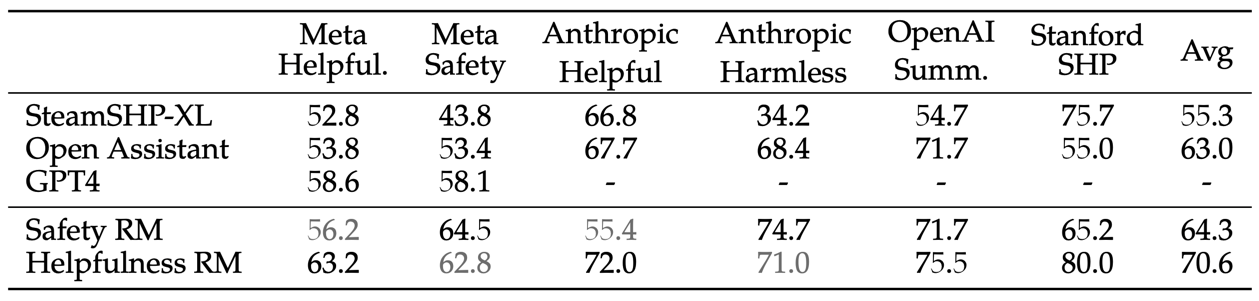 Meta Helpful. Meta Safety Anthropic Helpful Anthropic Harmless OpenAI Summ. Stanford SHP Avg
SteamSHP-XL 52.8 43.8 66.8 34.2 54.7 75.7 55.3
Open Assistant 53.8 53.4 67.7 68.4 71.7 55.0 63.0
GPT4 58.6 58.1 - - - - -
Safety RM 56.2 64.5 55.4 74.7 71.7 65.2 64.3
Helpfulness RM 63.2 62.8 72.0 71.0 75.5 80.0 70.6